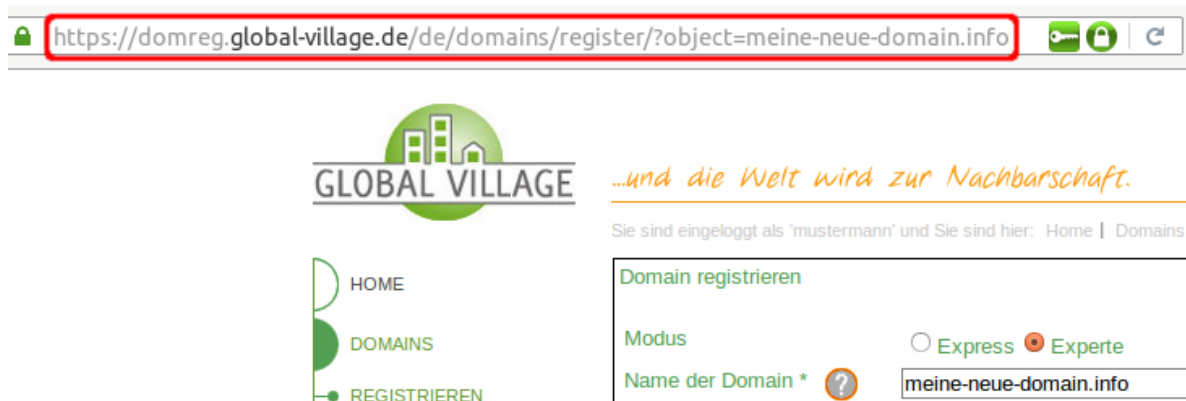 https://domreg.global-village.de/de/domains/register/?object=meine-neue-domain.info
GLOBAL VILLAGE
...und die Welt wird zur Nachbarschaft.
Sie sind eingeloggt als 'mustermann' und Sie sind hier: Home | Domains
HOME
DOMAINS
REGISTRIEREN
Domain registrieren
Modus
Express Experte
Name der Domain * ? meine-neue-domain.info